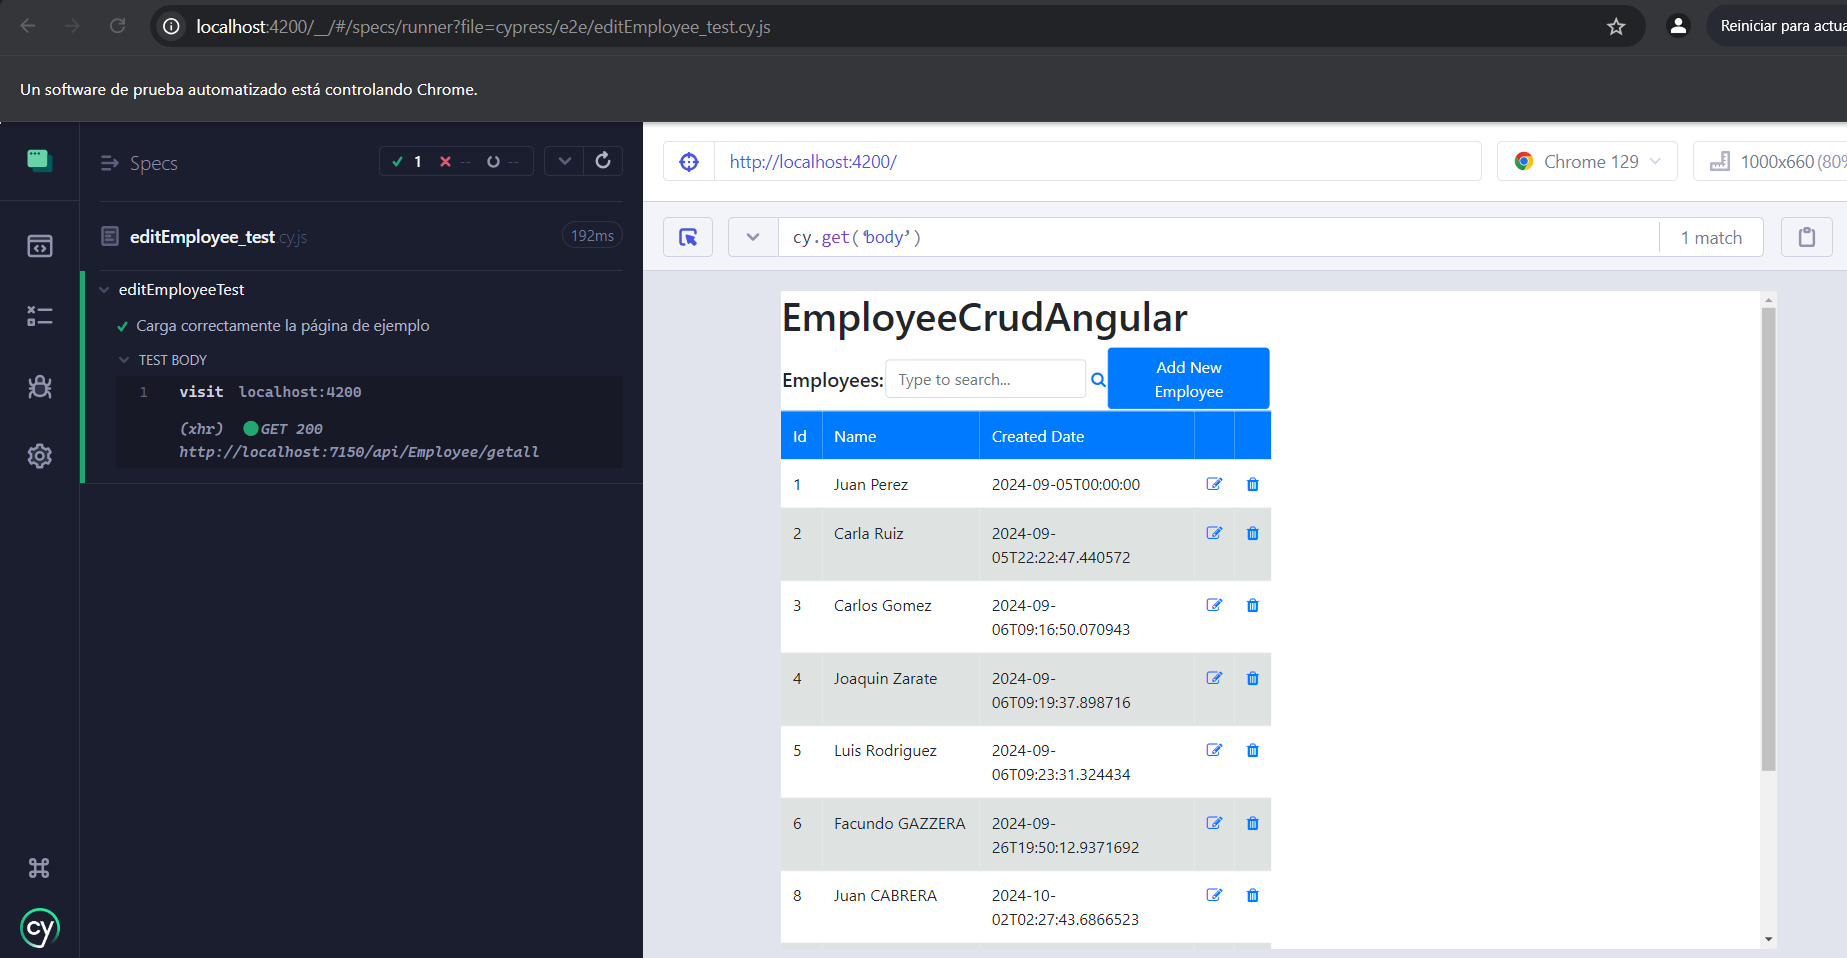 localhost:4200/__/#/specs/runner?file=cypress/e2e/editEmployee_test.cy.js
Reiniciar para actua
Un software de prueba automatizado está controlando Chrome.
Specs
1 -- --
http://localhost:4200/
Chrome 129
1000x660 (80%
editEmployee_test.cy.js
192ms
cy.get('body')
1 match
editEmployeeTest
Carga correctamente la página de ejemplo
TEST BODY
1 visit localhost:4200
(xhr) GET 200
http://localhost:7150/api/Employee/getall
EmployeeCrudAngular
Employees:
Type to search...
Add New
Employee
Id Name Created Date
1 Juan Perez 2024-09-05T00:00:00
2 Carla Ruiz 2024-09-
05T22:22:47.440572
3 Carlos Gomez 2024-09-
06T09:16:50.070943
4 Joaquin Zarate 2024-09-
06T09:19:37.898716
5 Luis Rodriguez 2024-09-
06T09:23:31.324434
6 Facundo GAZZERA 2024-09-
26T19:50:12.9371692
8 Juan CABRERA 2024-10-
02T02:27:43.6866523
cy